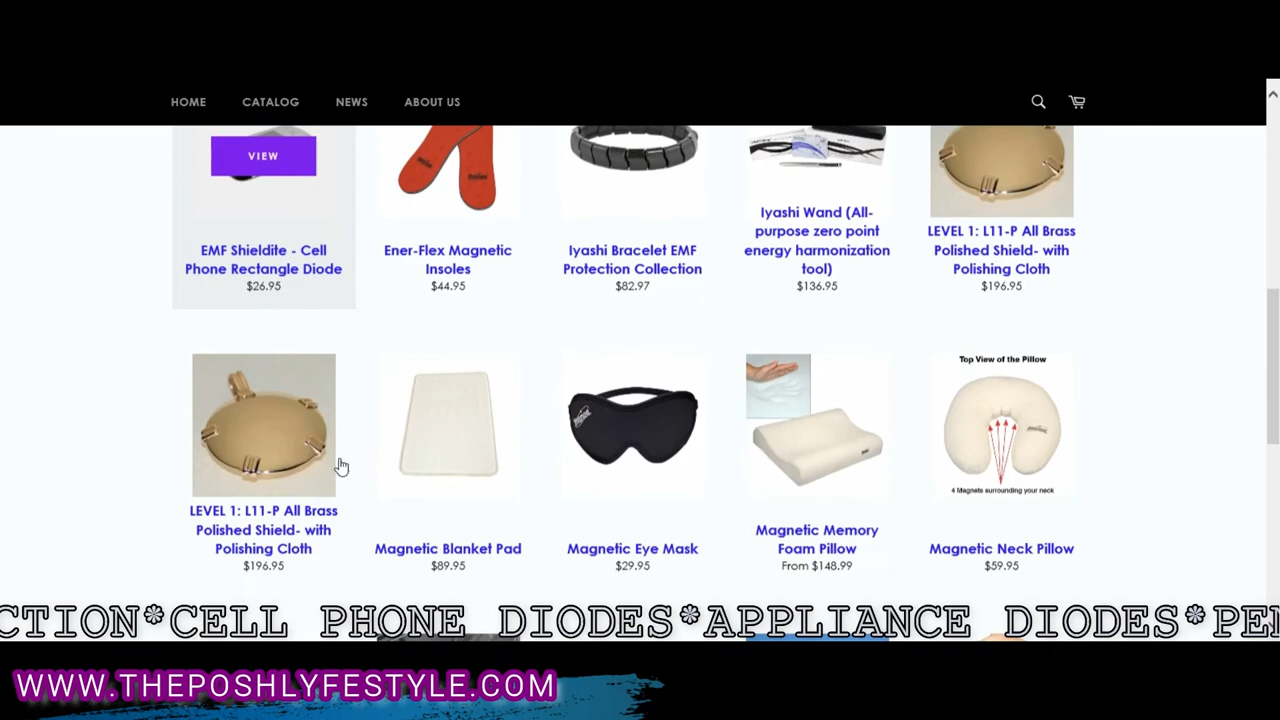 HOME CATALOG NEWS ABOUT US
VIEW
EMF Shieldite - Cell
Phone Rectangle Diode
$26.95
Ener-Flex Magnetic
Insoles
$44.95
Iyashi Bracelet EMF
Protection Collection
$82.97
Iyashi Wand (All-
purpose zero point
energy harmonization
tool)
$136.95
LEVEL 1: L11-P All Brass
Polished Shield- with
Polishing Cloth
$196.95
LEVEL 1: L11-P All Brass
Polished Shield- with
Polishing Cloth
$196.95
Magnetic Blanket Pad
$89.95
Magnetic Eye Mask
$29.95
Magnetic Memory
Foam Pillow
From $148.99
Top View of the Pillow
4 Magnets surrounding your neck
Magnetic Neck Pillow
$59.95
CTION*CELL PHONE DIODES*APPLIANCE DIODES*PE
WWW.THEPOSHLYFESTYLE.COM